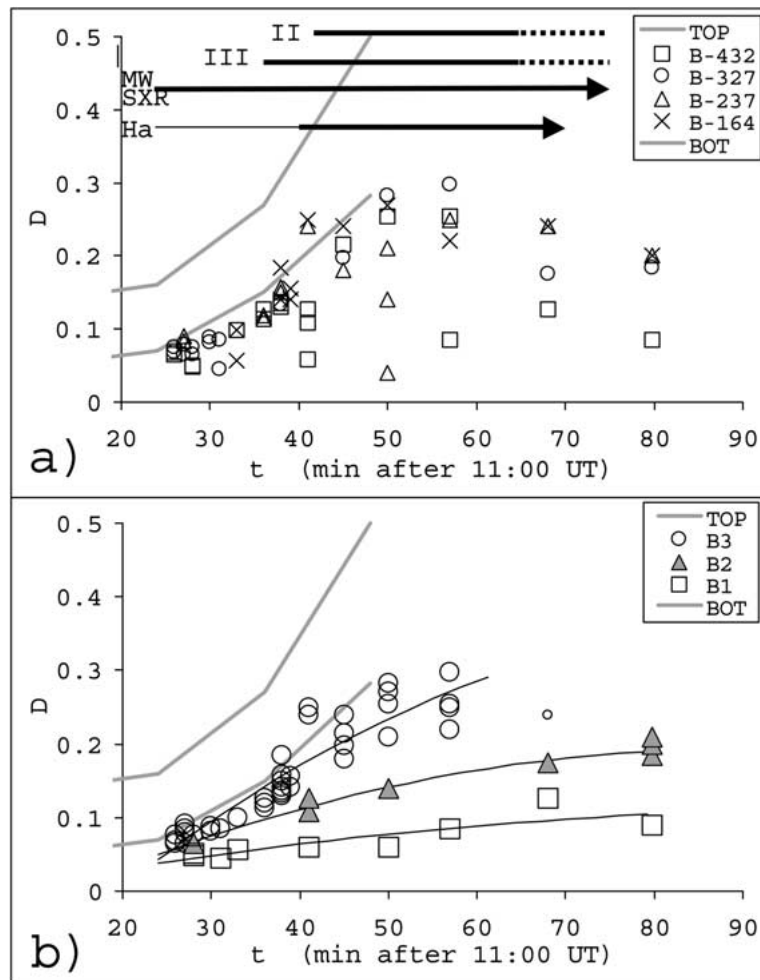 0.5
II
III
MW
SXR
Ha
TOP
B-432
B-327
B-237
B-164
BOT
0.4
0.3
0.2
0.1
0
D
20 30 40 50 60 70 80 90
t (min after 11:00 UT)
a)
0.5
TOP
B3
B2
B1
BOT
0.4
0.3
0.2
0.1
0
D
20 30 40 50 60 70 80 90
t (min after 11:00 UT)
b)